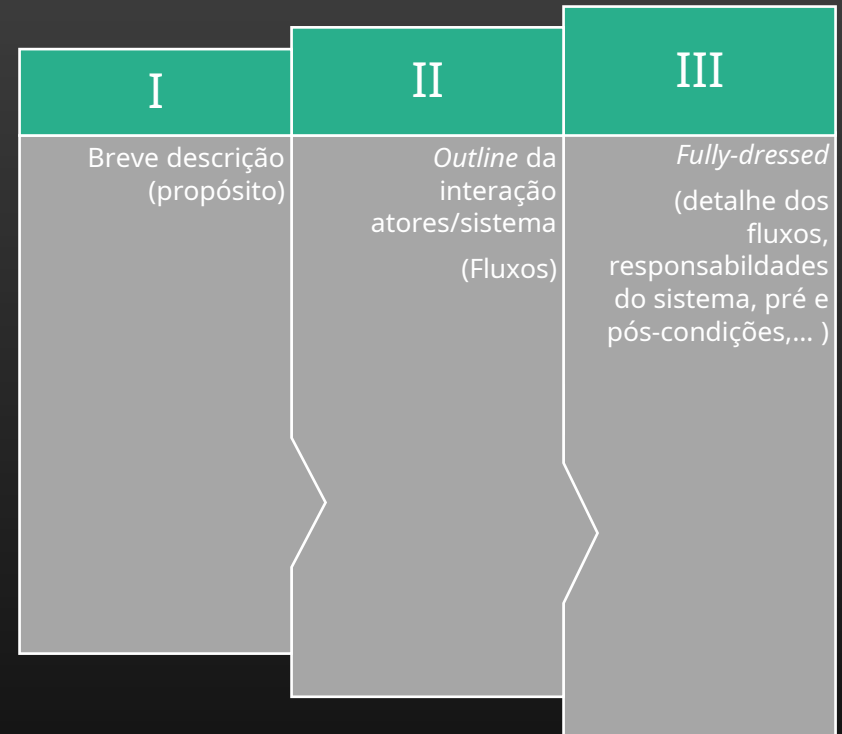 I
Breve descrição
(propósito)
II
Outline da
interação
atores/sistema
(Fluxos)
III
Fully-dressed
(detalhe dos
fluxos,
responsabildades
do sistema, pré e
pós-condições,... )